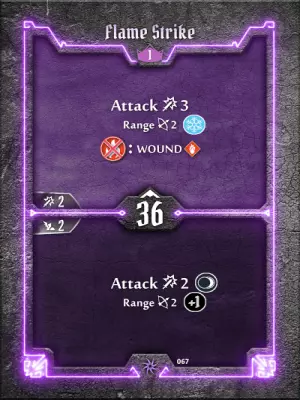 Flame Strike
1
Attack 3
Range 2
: WOUND
2
36
2
Attack 2
Range 2 +1
067